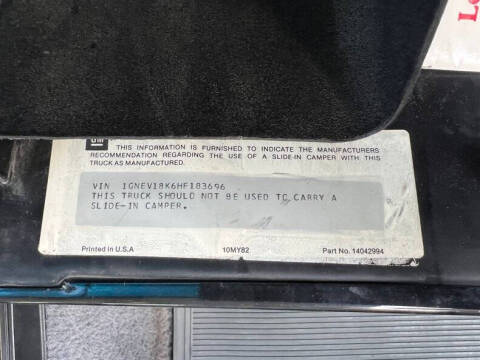 GM
THIS INFORMATION IS FURNISHED TO INDICATE THE MANUFACTURERS
RECOMMENDATION REGARDING THE USE OF A SLIDE-IN CAMPER WITH THIS
TRUCK AS MANUFACTURED.
VIN 1GNEV18K6HF183696
THIS TRUCK SHOULD NOT BE USED TO CARRY A
SLIDE-IN CAMPER.
Printed in U.S.A 10MY82 Part No. 14042994